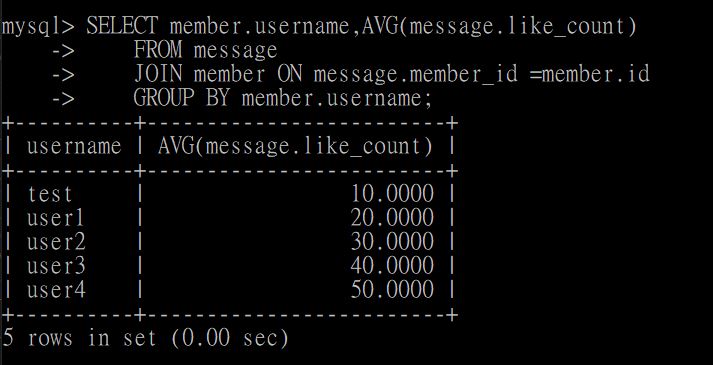 mysql> SELECT member.username,AVG(message.like_count)
    ->     FROM message
    ->     JOIN member ON message.member_id =member.id
    ->     GROUP BY member.username;
+----------+-------------------------+
| username | AVG(message.like_count) |
+----------+-------------------------+
| test     |                 10.0000 |
| user1    |                 20.0000 |
| user2    |                 30.0000 |
| user3    |                 40.0000 |
| user4    |                 50.0000 |
+----------+-------------------------+
5 rows in set (0.00 sec)